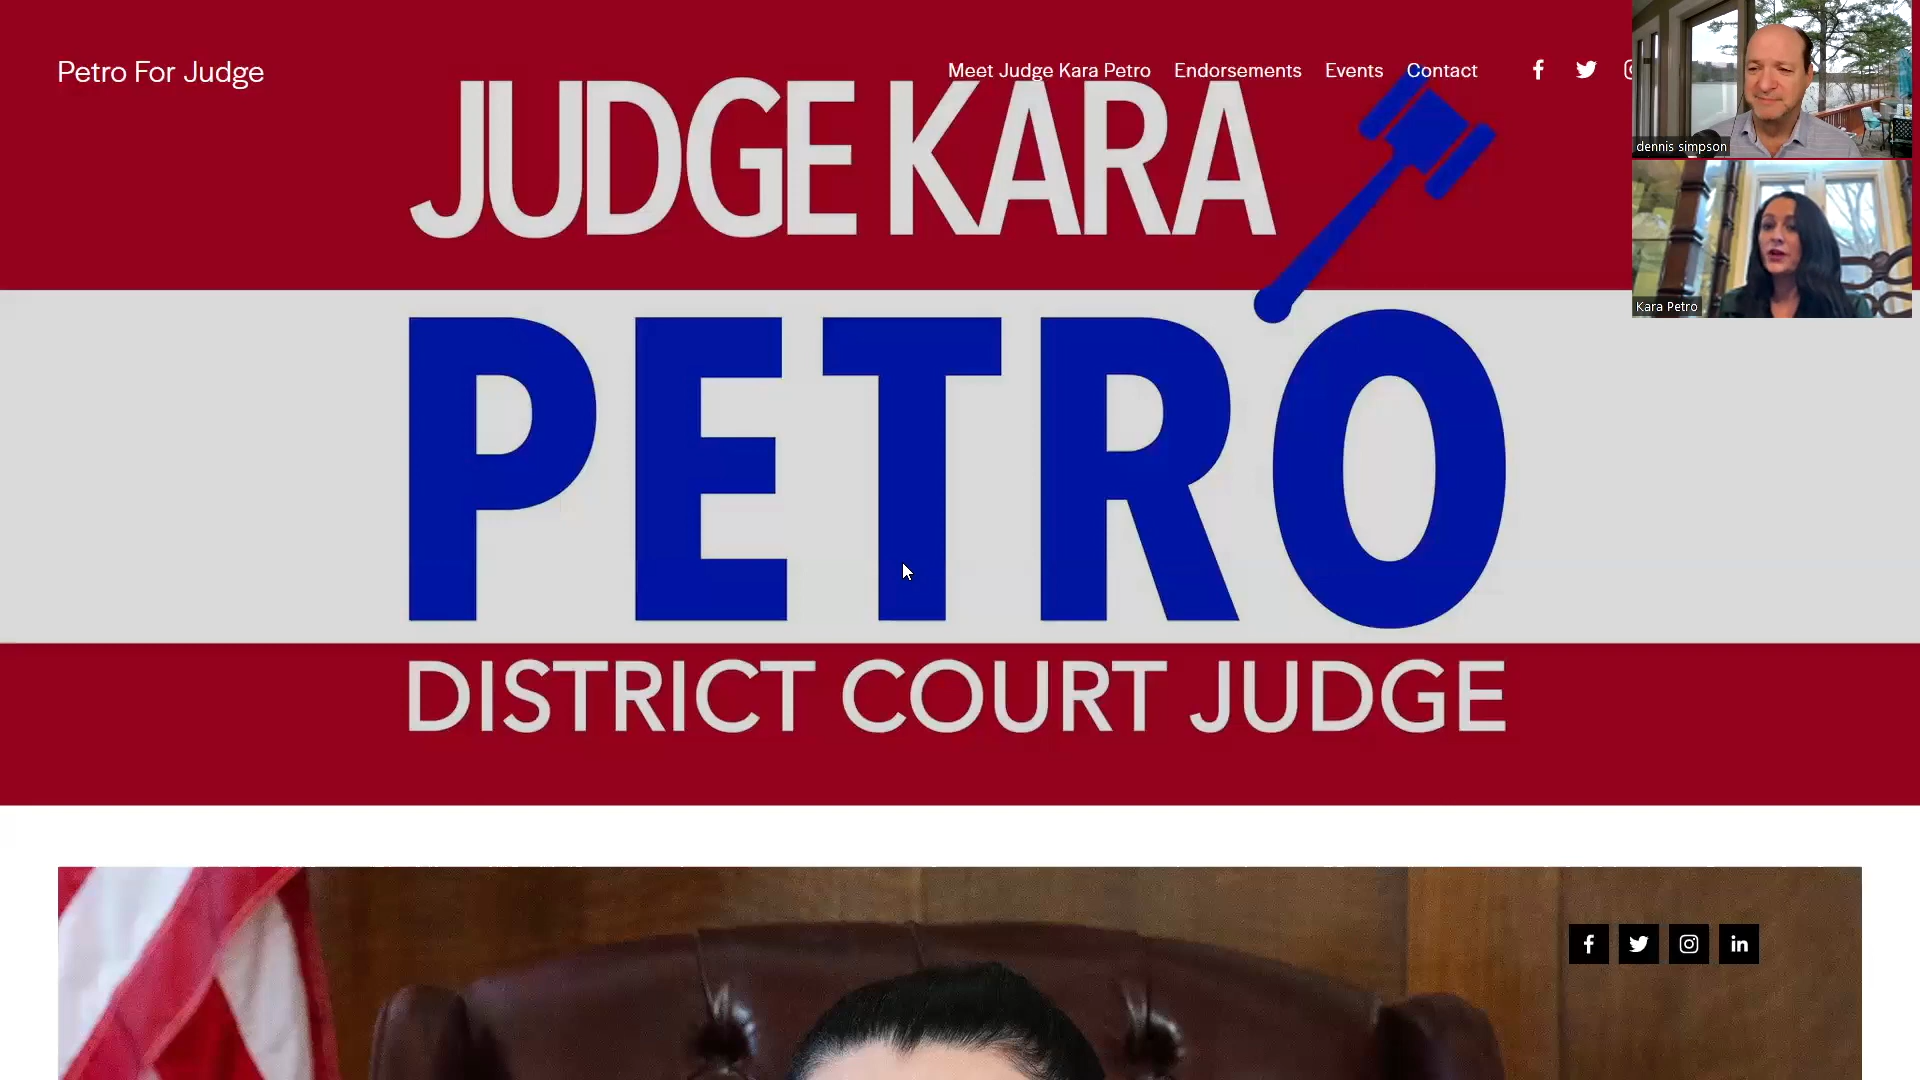 Petro For Judge
Meet Judge Kara Petro Endorsements Events Contact
JUDGE KARA
PETRO
DISTRICT COURT JUDGE
dennis simpson
Kara Petro